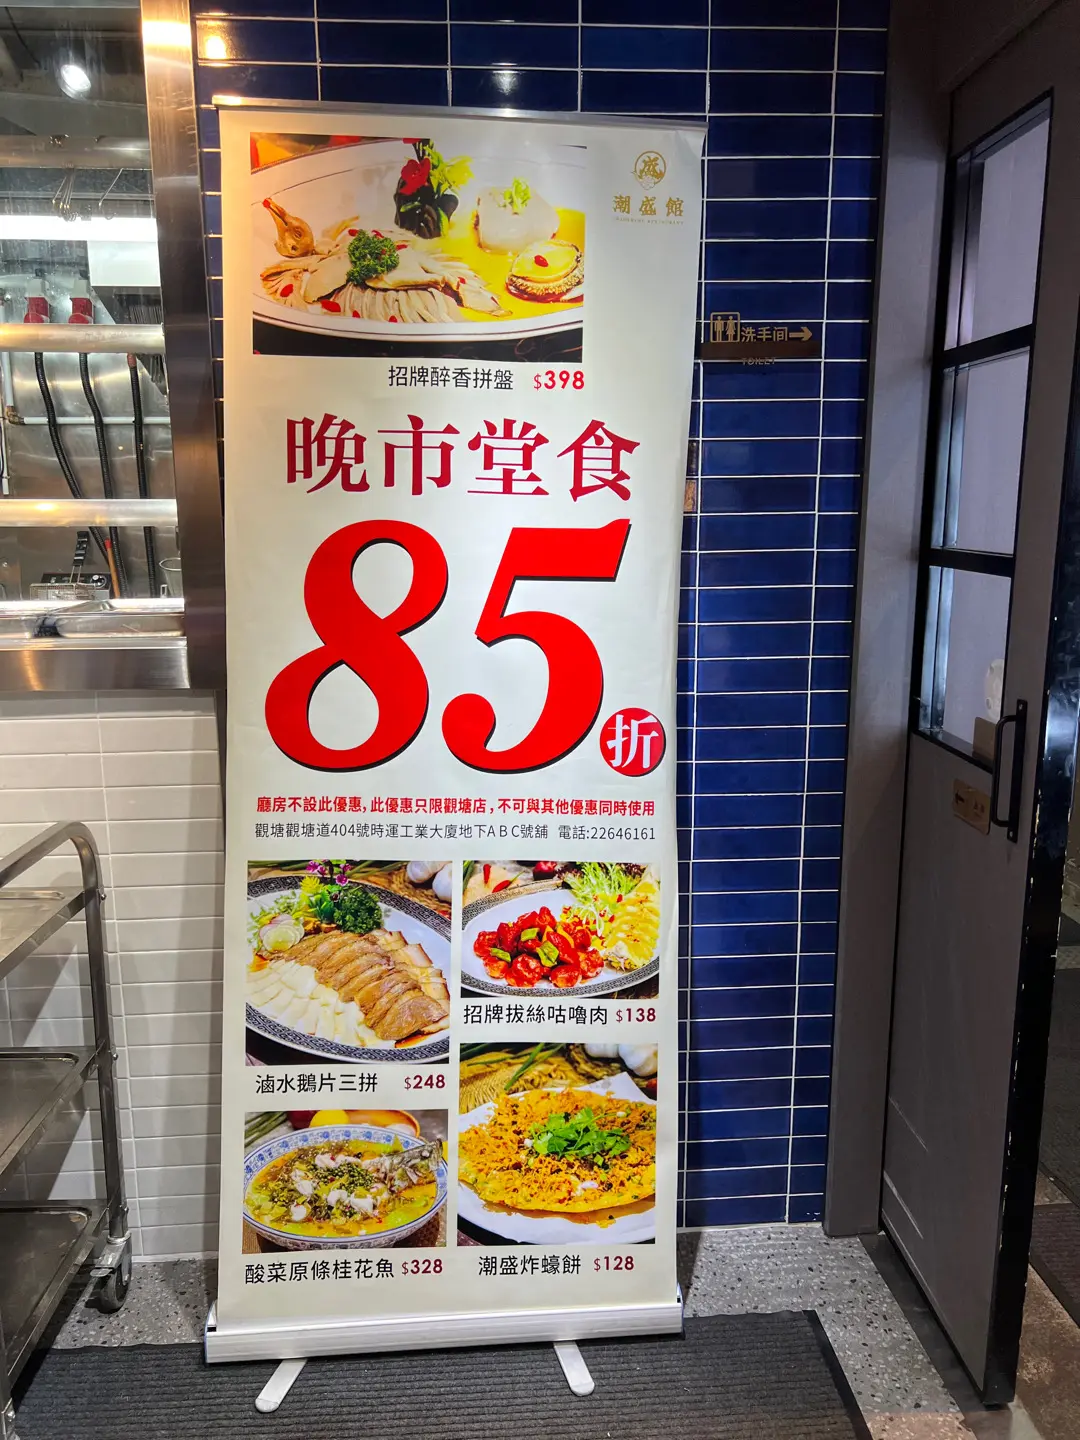 潮盛館
招牌醉香拼盤 $398
晚市堂食
85折
廳房不設此優惠,此優惠只限觀塘店,不可與其他優惠同時使用
觀塘觀塘道404號時運工業大廈地下ABC號舖 電話:22646161
滷水鵝片三拼 $248
招牌拔絲咕嚕肉 $138
酸菜原條桂花魚 $328
潮盛炸蠔餅 $128
洗手间→
TOILET